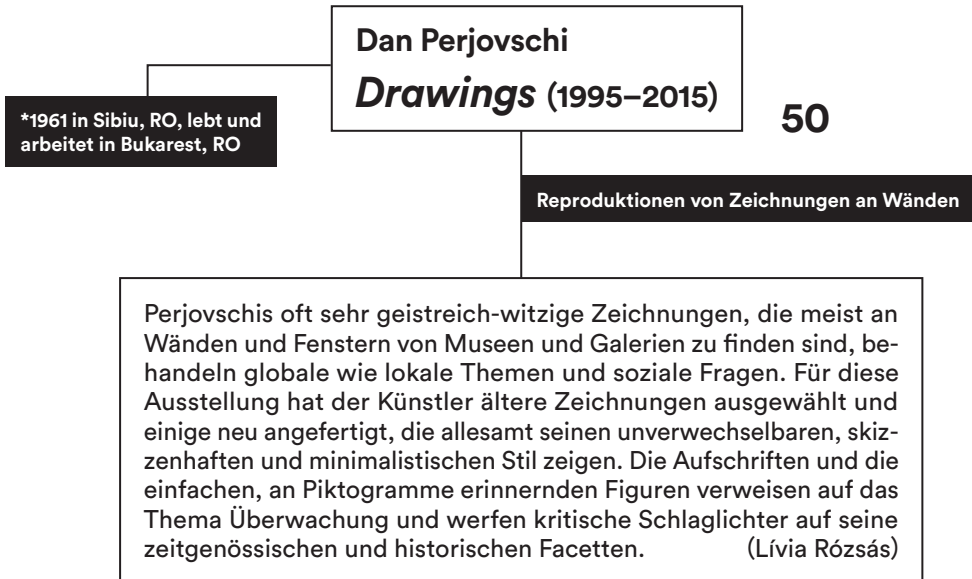 Dan Perjovschi
Drawings (1995–2015)
50
*1961 in Sibiu, RO, lebt und
arbeitet in Bukarest, RO
Reproduktionen von Zeichnungen an Wänden
Perjovschis oft sehr geistreich-witzige Zeichnungen, die meist an
Wänden und Fenstern von Museen und Galerien zu finden sind, be-
handeln globale wie lokale Themen und soziale Fragen. Für diese
Ausstellung hat der Künstler ältere Zeichnungen ausgewählt und
einige neu angefertigt, die allesamt seinen unverwechselbaren, skiz-
zenhaften und minimalistischen Stil zeigen. Die Aufschriften und die
einfachen, an Piktogramme erinnernden Figuren verweisen auf das
Thema Überwachung und werfen kritische Schlaglichter auf seine
zeitgenössischen und historischen Facetten. (Lívia Rózsás)